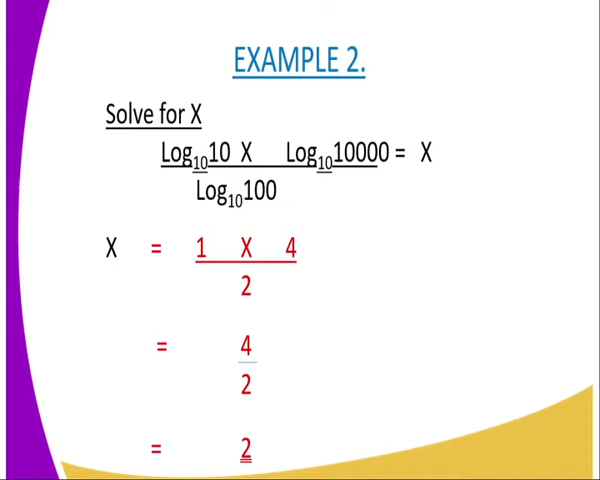 EXAMPLE 2.
Solve for X
Log₁₀10 X Log₁₀10000 = X
Log₁₀100
X = 1 X 4
2
= 4
2
= 2